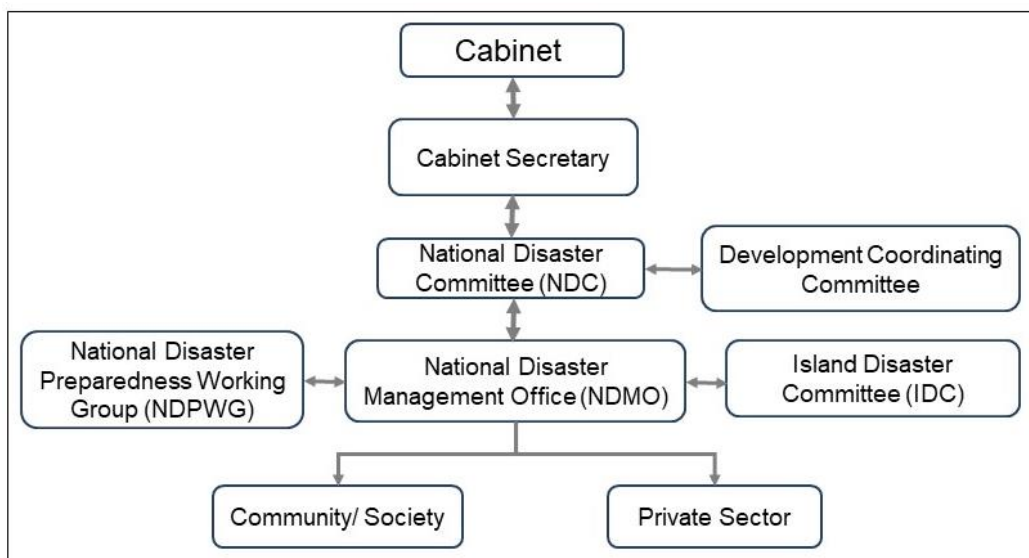 Cabinet
Cabinet Secretary
National Disaster
Committee (NDC)
Development Coordinating
Committee
National Disaster
Preparedness Working
Group (NDPWG)
National Disaster
Management Office (NDMO)
Island Disaster
Committee (IDC)
Community/ Society
Private Sector